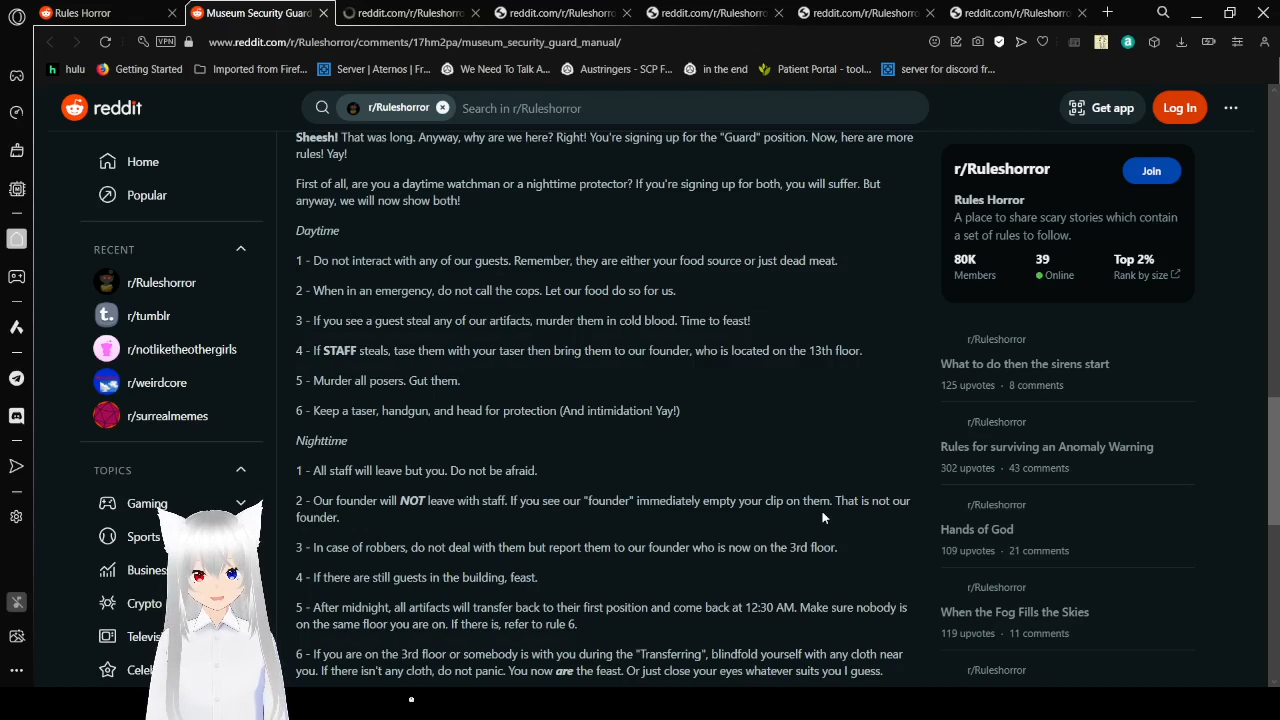 Rules Horror
Museum Security Guard
reddit.com/r/Ruleshorror
reddit.com/r/Ruleshorror
reddit.com/r/Ruleshorror
reddit.com/r/Ruleshorror
reddit.com/r/Ruleshorror
VPN
www.reddit.com/r/Ruleshorror/comments/17hm2pa/museum_security_guard_manual/
hulu
Getting Started
Imported from Firef...
Server | Aternos | Fr...
We Need To Talk A...
Austringers - SCP F...
in the end
Patient Portal - tool...
server for discord fr...
reddit
r/Ruleshorror
Search in r/Ruleshorror
Get app
Log In
Home
Popular
RECENT
r/Ruleshorror
r/tumblr
r/notliketheothergirls
r/weirdcore
r/surrealmemes
TOPICS
Gaming
Sports
Busines
Crypto
Televis
Celeb
Sheesh! That was long. Anyway, why are we here? Right! You're signing up for the "Guard" position. Now, here are more
rules! Yay!
First of all, are you a daytime watchman or a nighttime protector? If you're signing up for both, you will suffer. But
anyway, we will now show both!
Daytime
1 - Do not interact with any of our guests. Remember, they are either your food source or just dead meat.
2 - When in an emergency, do not call the cops. Let our food do so for us.
3 - If you see a guest steal any of our artifacts, murder them in cold blood. Time to feast!
4 - If STAFF steals, tase them with your taser then bring them to our founder, who is located on the 13th floor.
5 - Murder all posers. Gut them.
6 - Keep a taser, handgun, and head for protection (And intimidation! Yay!)
Nighttime
1 - All staff will leave but you. Do not be afraid.
2 - Our founder will NOT leave with staff. If you see our "founder" immediately empty your clip on them. That is not our
founder.
3 - In case of robbers, do not deal with them but report them to our founder who is now on the 3rd floor.
4 - If there are still guests in the building, feast.
5 - After midnight, all artifacts will transfer back to their first position and come back at 12:30 AM. Make sure nobody is
on the same floor you are on. If there is, refer to rule 6.
6 - If you are on the 3rd floor or somebody is with you during the "Transferring", blindfold yourself with any cloth near
you. If there isn't any cloth, do not panic. You now are the feast. Or just close your eyes whatever suits you I guess.
r/Ruleshorror
Join
Rules Horror
A place to share scary stories which contain
a set of rules to follow.
80K
39
Top 2%
Members
Online
Rank by size
r/Ruleshorror
What to do then the sirens start
125 upvotes · 8 comments
r/Ruleshorror
Rules for surviving an Anomaly Warning
302 upvotes · 43 comments
r/Ruleshorror
Hands of God
109 upvotes · 21 comments
r/Ruleshorror
When the Fog Fills the Skies
119 upvotes · 11 comments
r/Ruleshorror